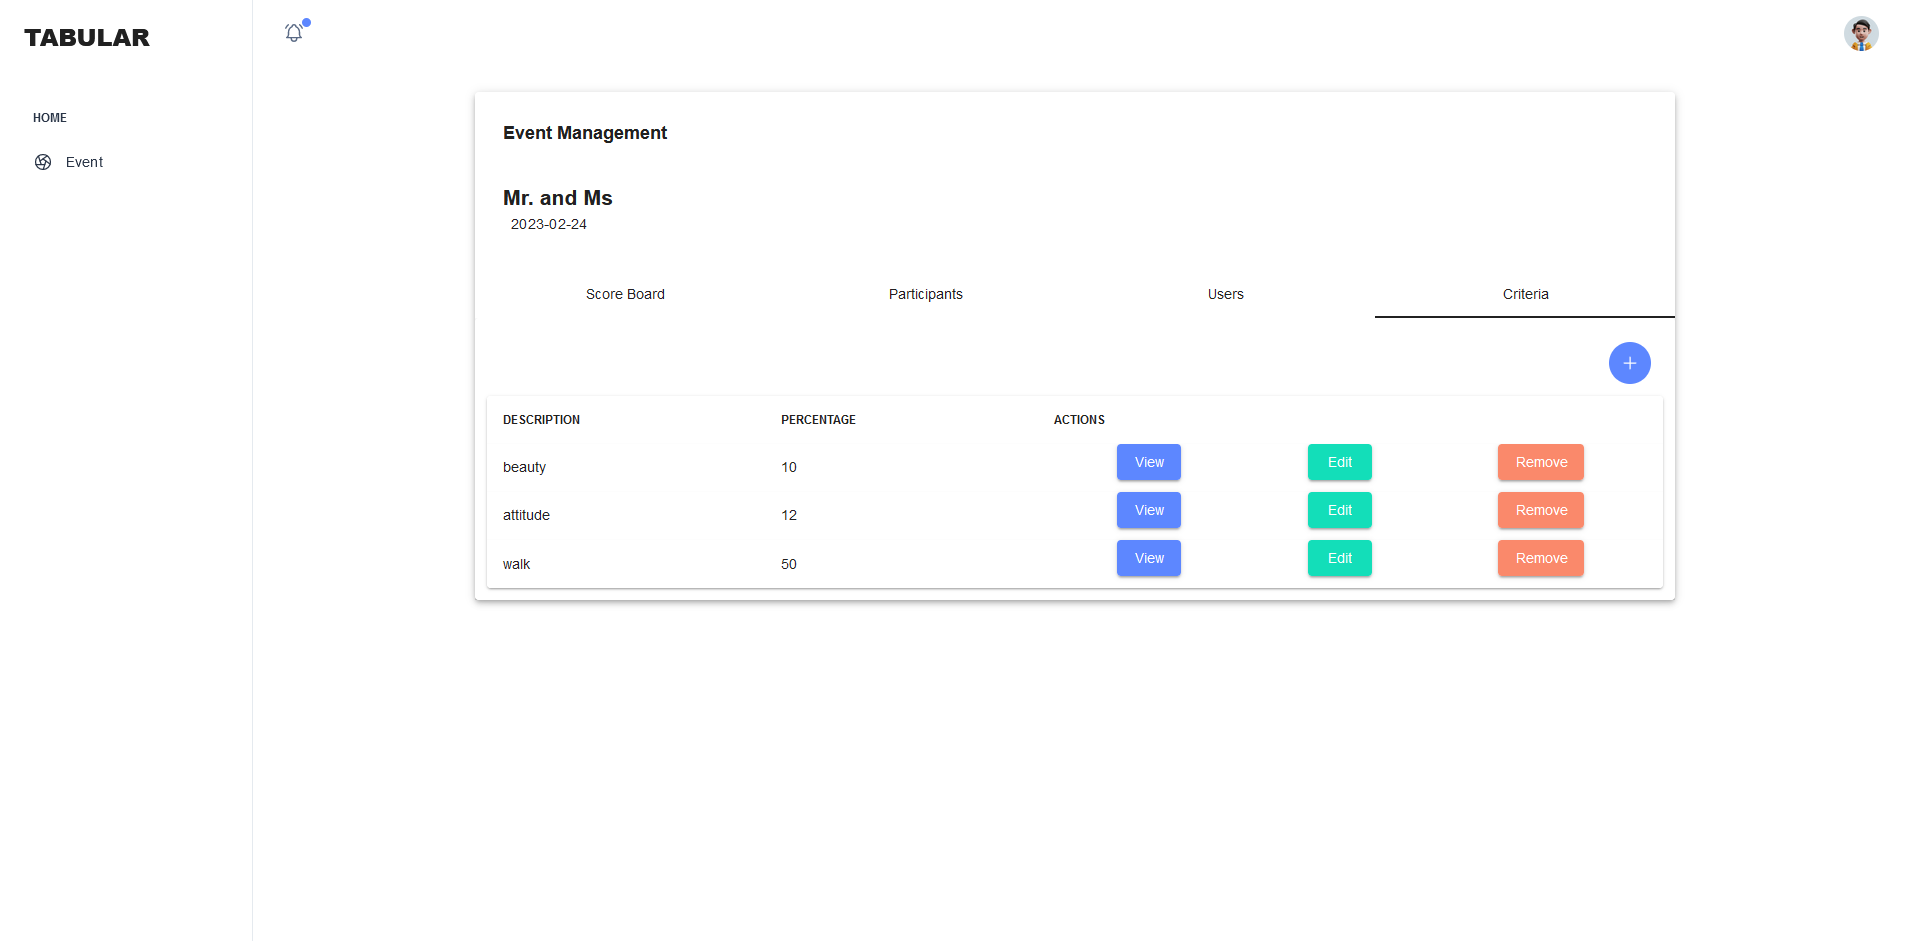 TABULAR
HOME
Event
Event Management
Mr. and Ms
2023-02-24
Score Board Participants Users Criteria
+
DESCRIPTION PERCENTAGE ACTIONS
beauty 10 View Edit Remove
attitude 12 View Edit Remove
walk 50 View Edit Remove